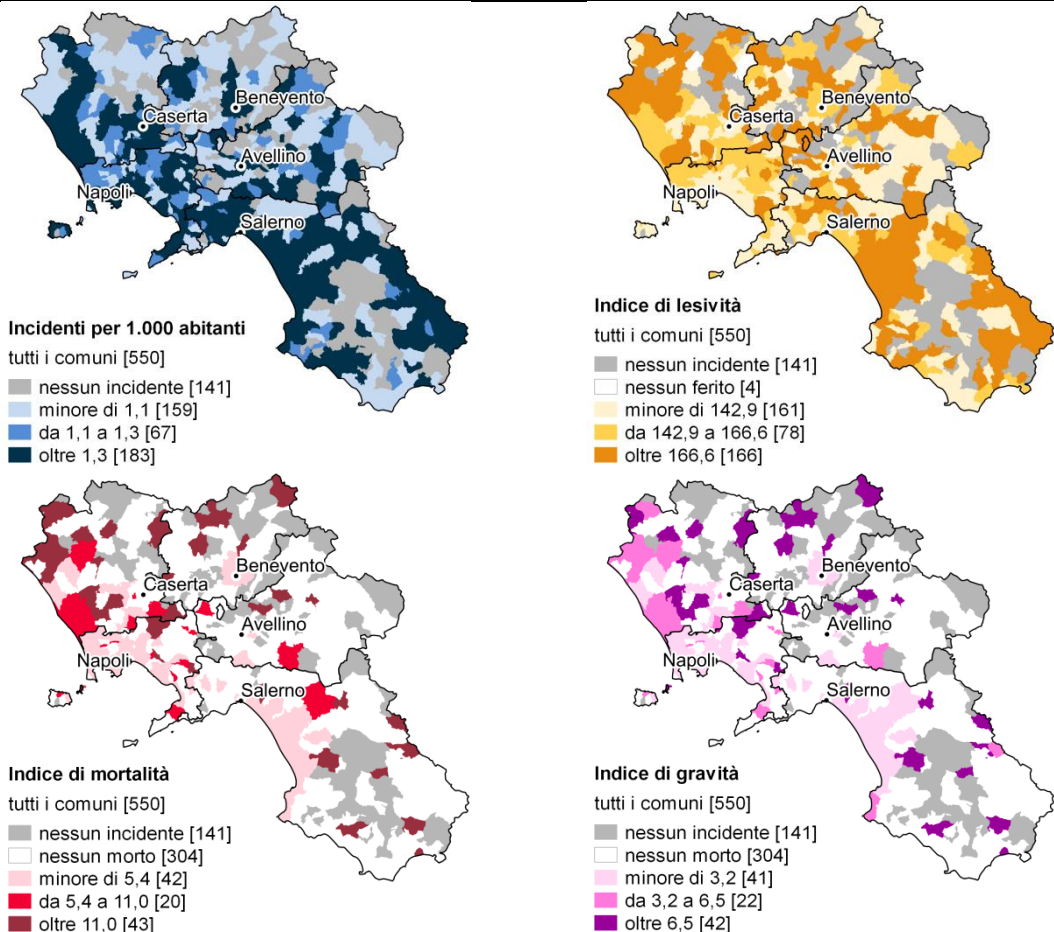 Benevento
Caserta
Avellino
Napoli
Salerno
Incidenti per 1.000 abitanti
tutti i comuni [550]
nessun incidente [141]
minore di 1,1 [159]
da 1,1 a 1,3 [67]
oltre 1,3 [183]
Benevento
Caserta
Avellino
Napoli
Salerno
Indice di lesività
tutti i comuni [550]
nessun incidente [141]
nessun ferito [4]
minore di 142,9 [161]
da 142,9 a 166,6 [78]
oltre 166,6 [166]
Benevento
Caserta
Avellino
Napoli
Salerno
Indice di mortalità
tutti i comuni [550]
nessun incidente [141]
nessun morto [304]
minore di 5,4 [42]
da 5,4 a 11,0 [20]
oltre 11,0 [43]
Benevento
Caserta
Avellino
Napoli
Salerno
Indice di gravità
tutti i comuni [550]
nessun incidente [141]
nessun morto [304]
minore di 3,2 [41]
da 3,2 a 6,5 [22]
oltre 6,5 [42]